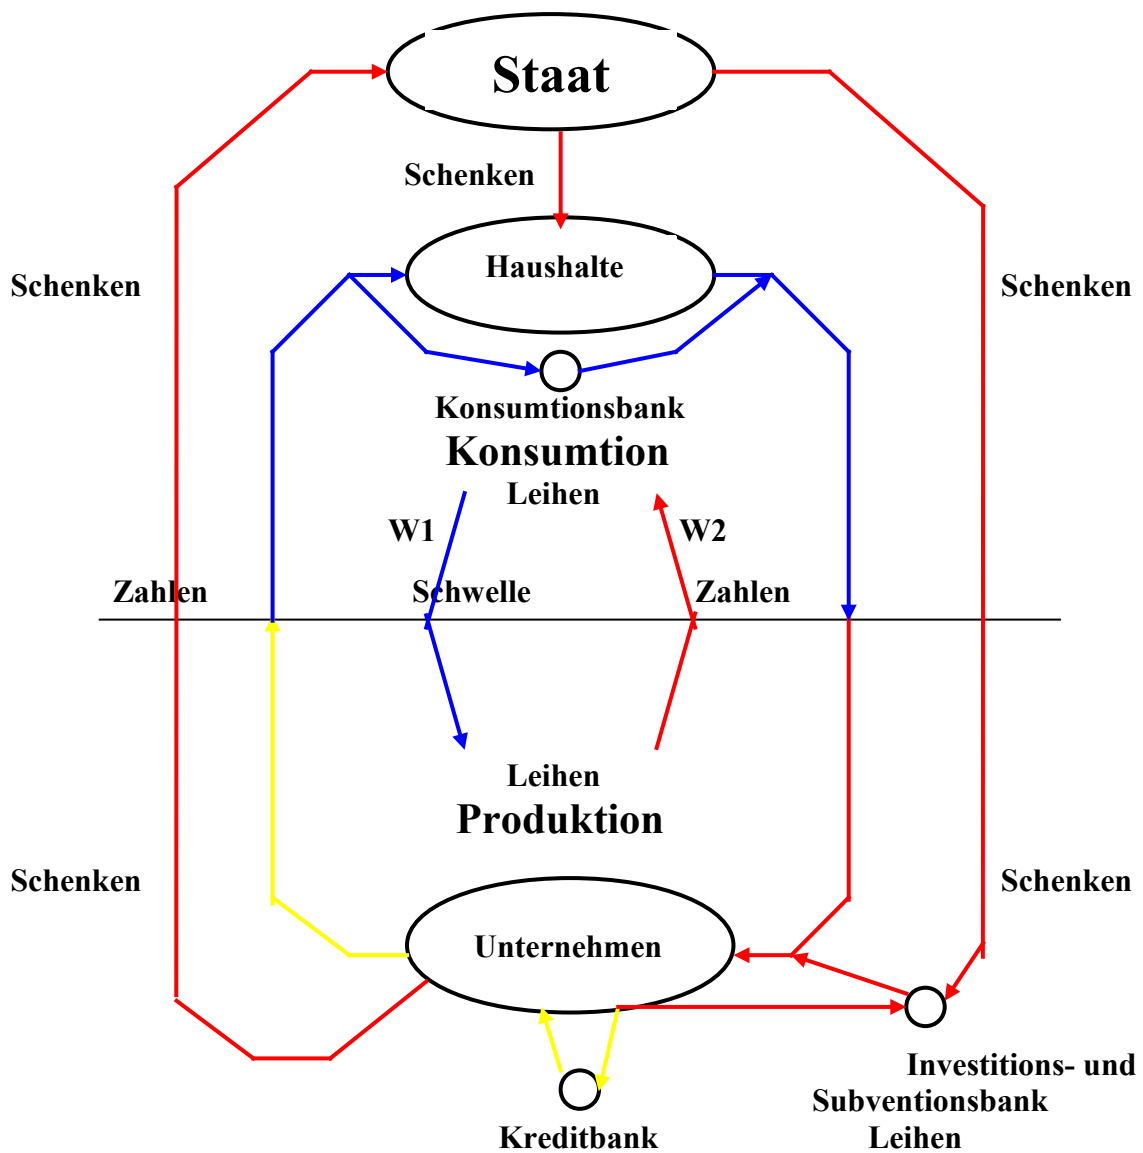 Staat
Schenken
Haushalte
Schenken
Schenken
Konsumtionsbank
Konsumtion
Leihen
W1
W2
Zahlen
Schwelle
Zahlen
Leihen
Produktion
Schenken
Schenken
Unternehmen
Investitions- und
Subventionsbank
Kreditbank
Leihen